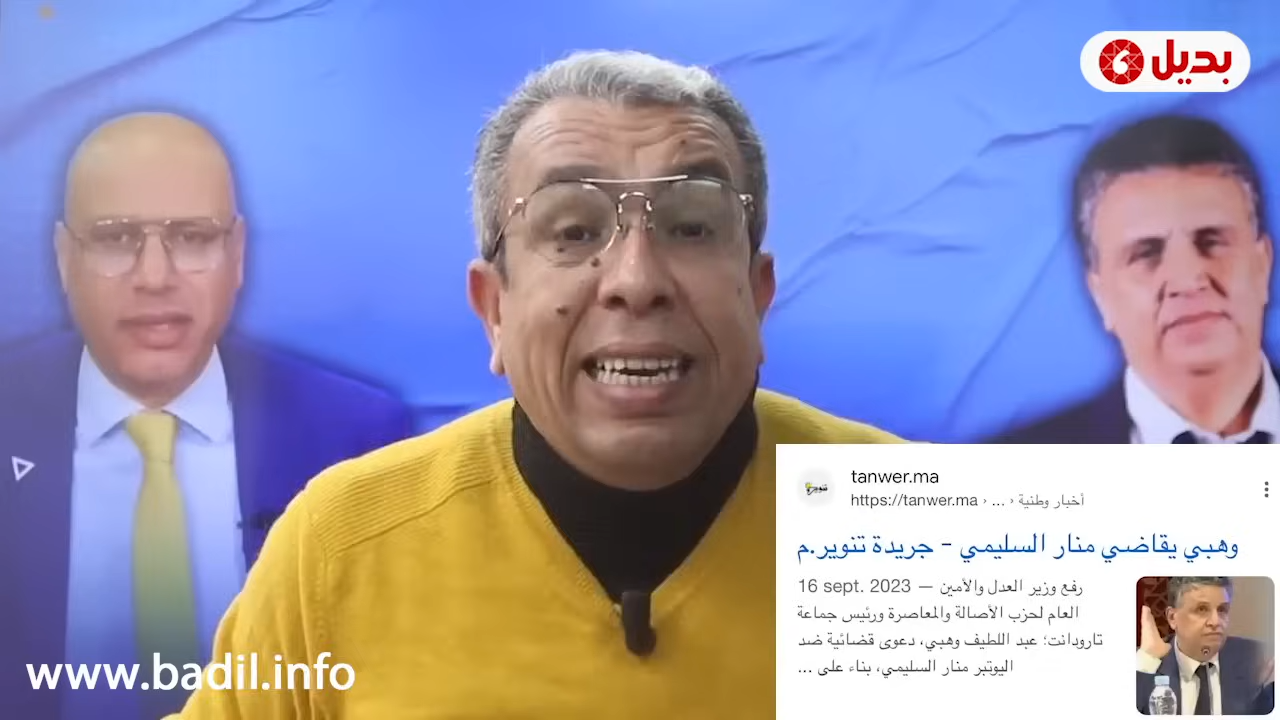 بديل
tanwer.ma
https://tanwer.ma › ... › أخبار وطنية
وهبي يقاضي منار السليمي - جريدة تنوير.م
16 sept. 2023 — رفع وزير العدل والأمين
العام لحزب الأصالة والمعاصرة ورئيس جماعة
تارودانت؛ عبد اللطيف وهبي، دعوى قضائية ضد
اليوتبر منار السليمي، بناء على ...
تنوير
www.badil.info